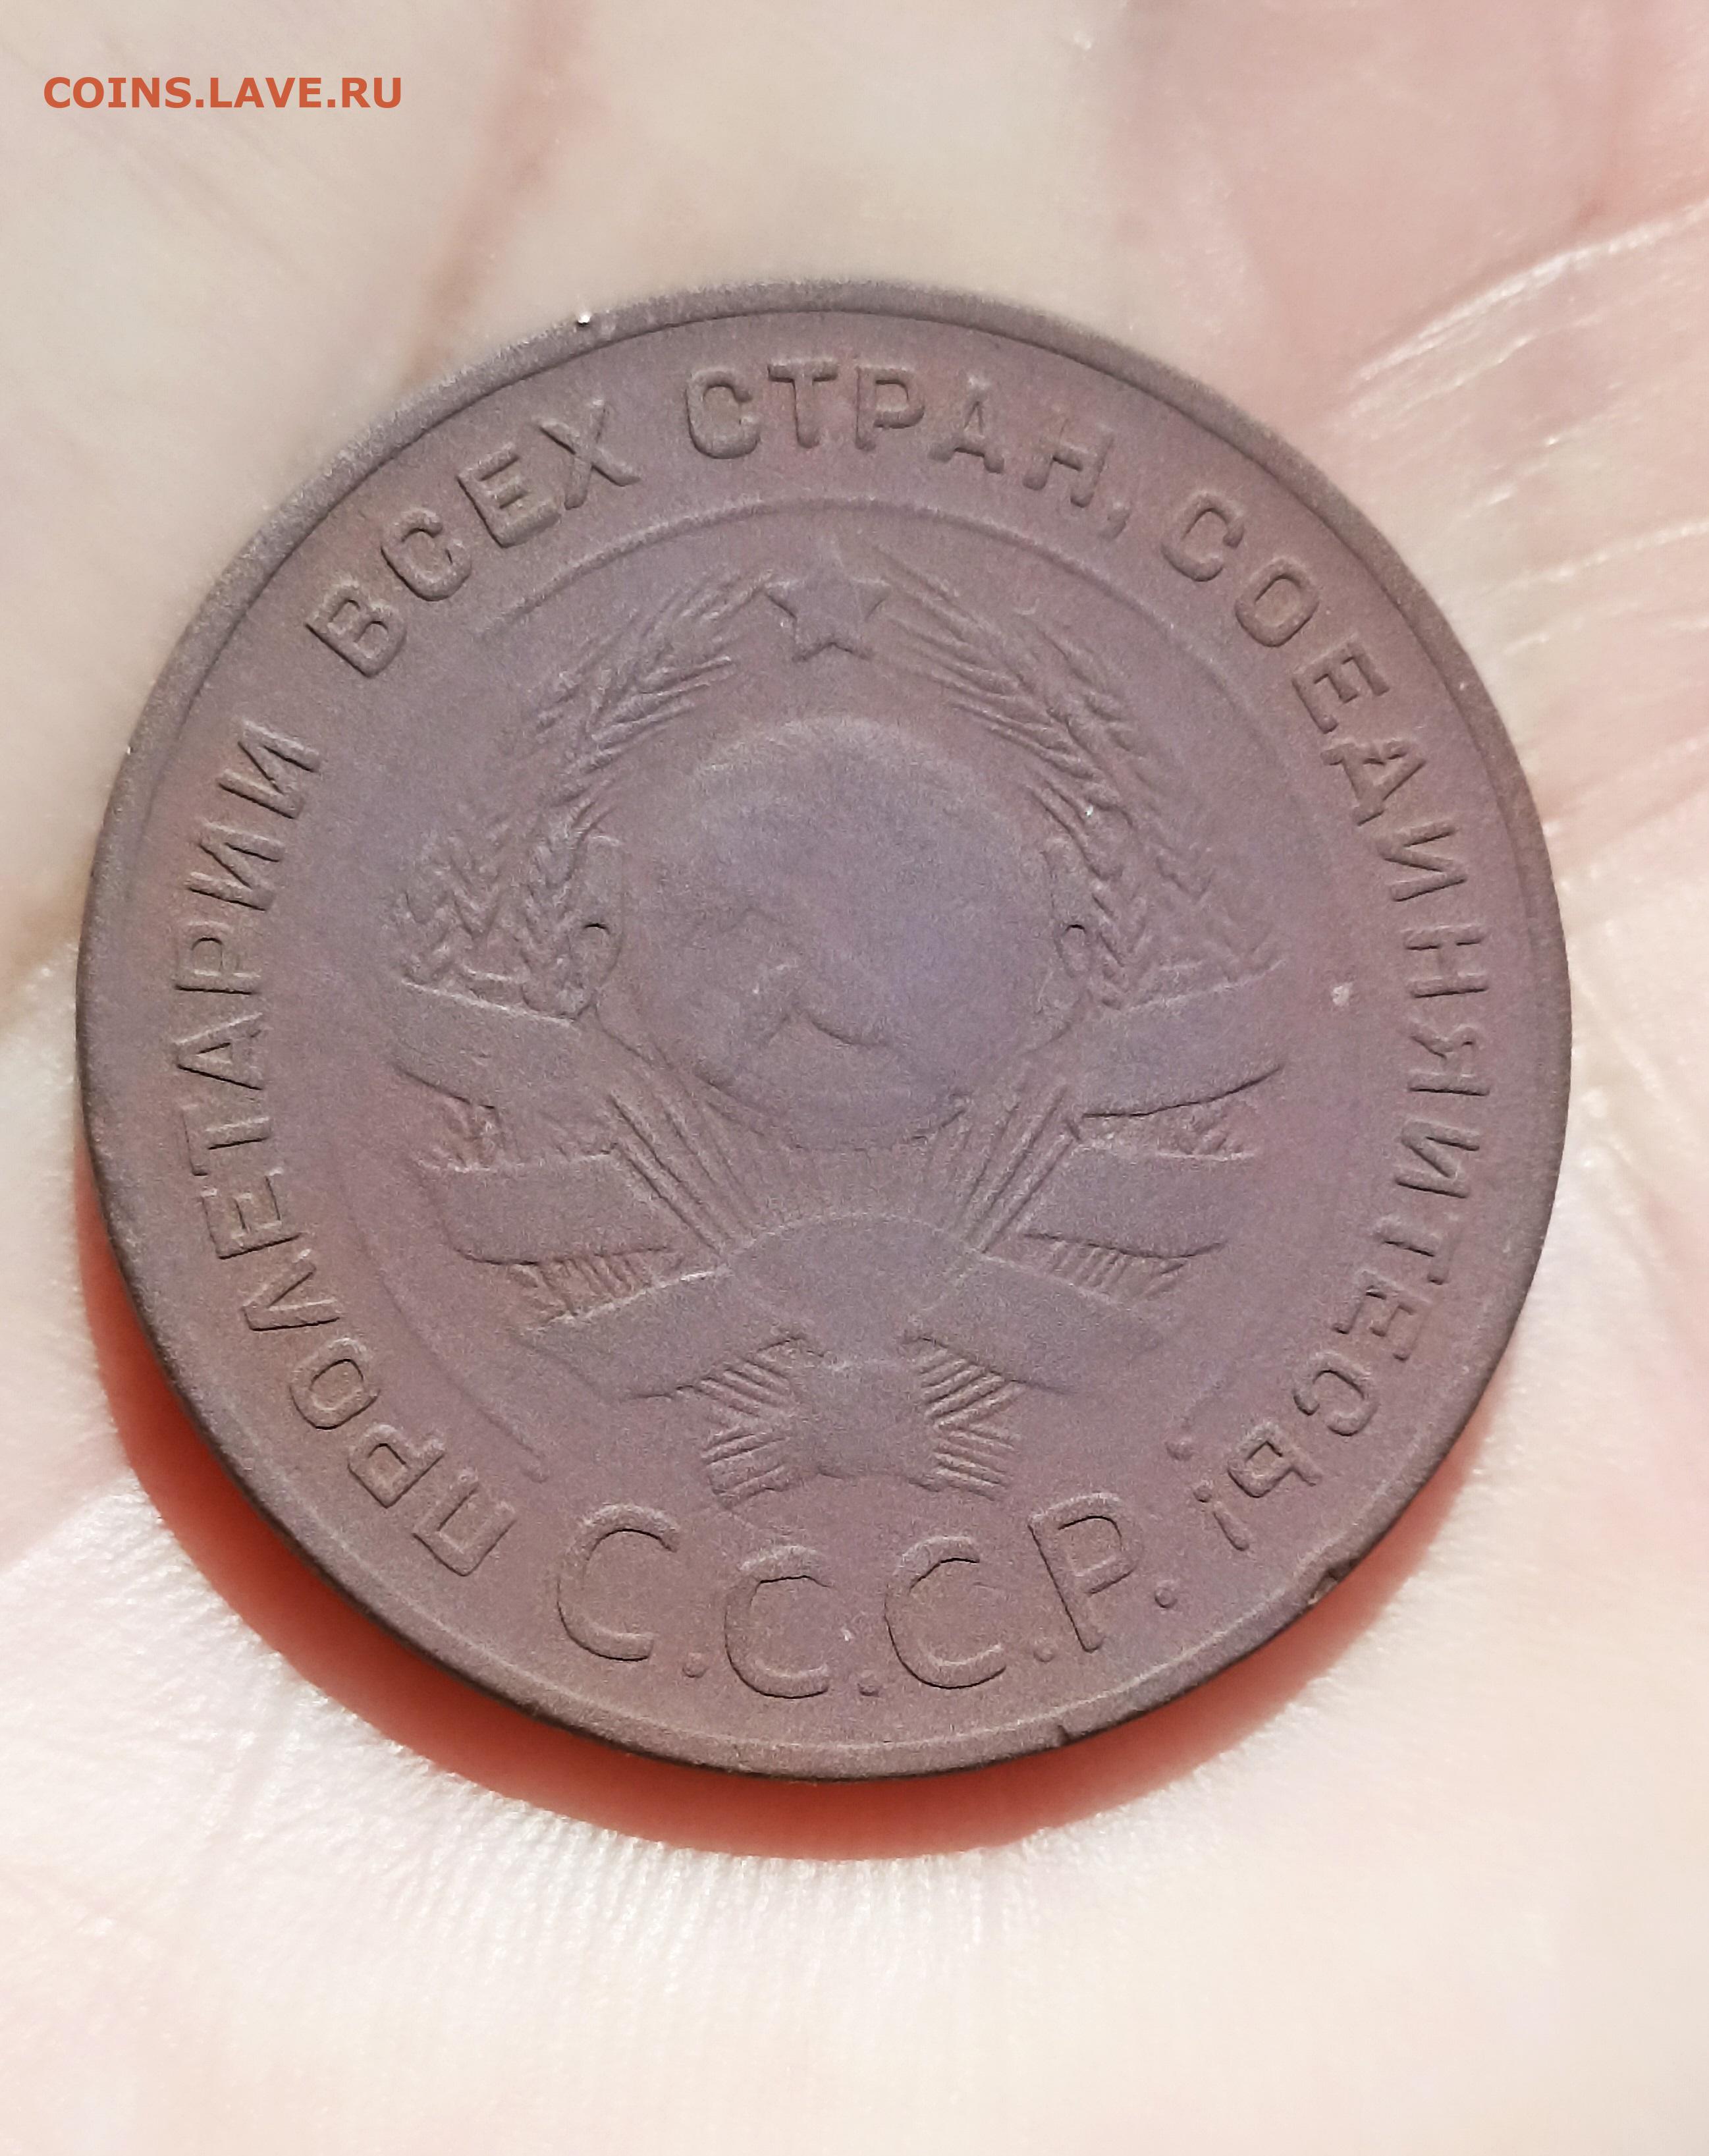 COINS.LAVE.RU
ПРОЛЕТАРИИ ВСЕХ СТРАН, СОЕДИНЯЙТЕСЬ!
С.С.С.Р.